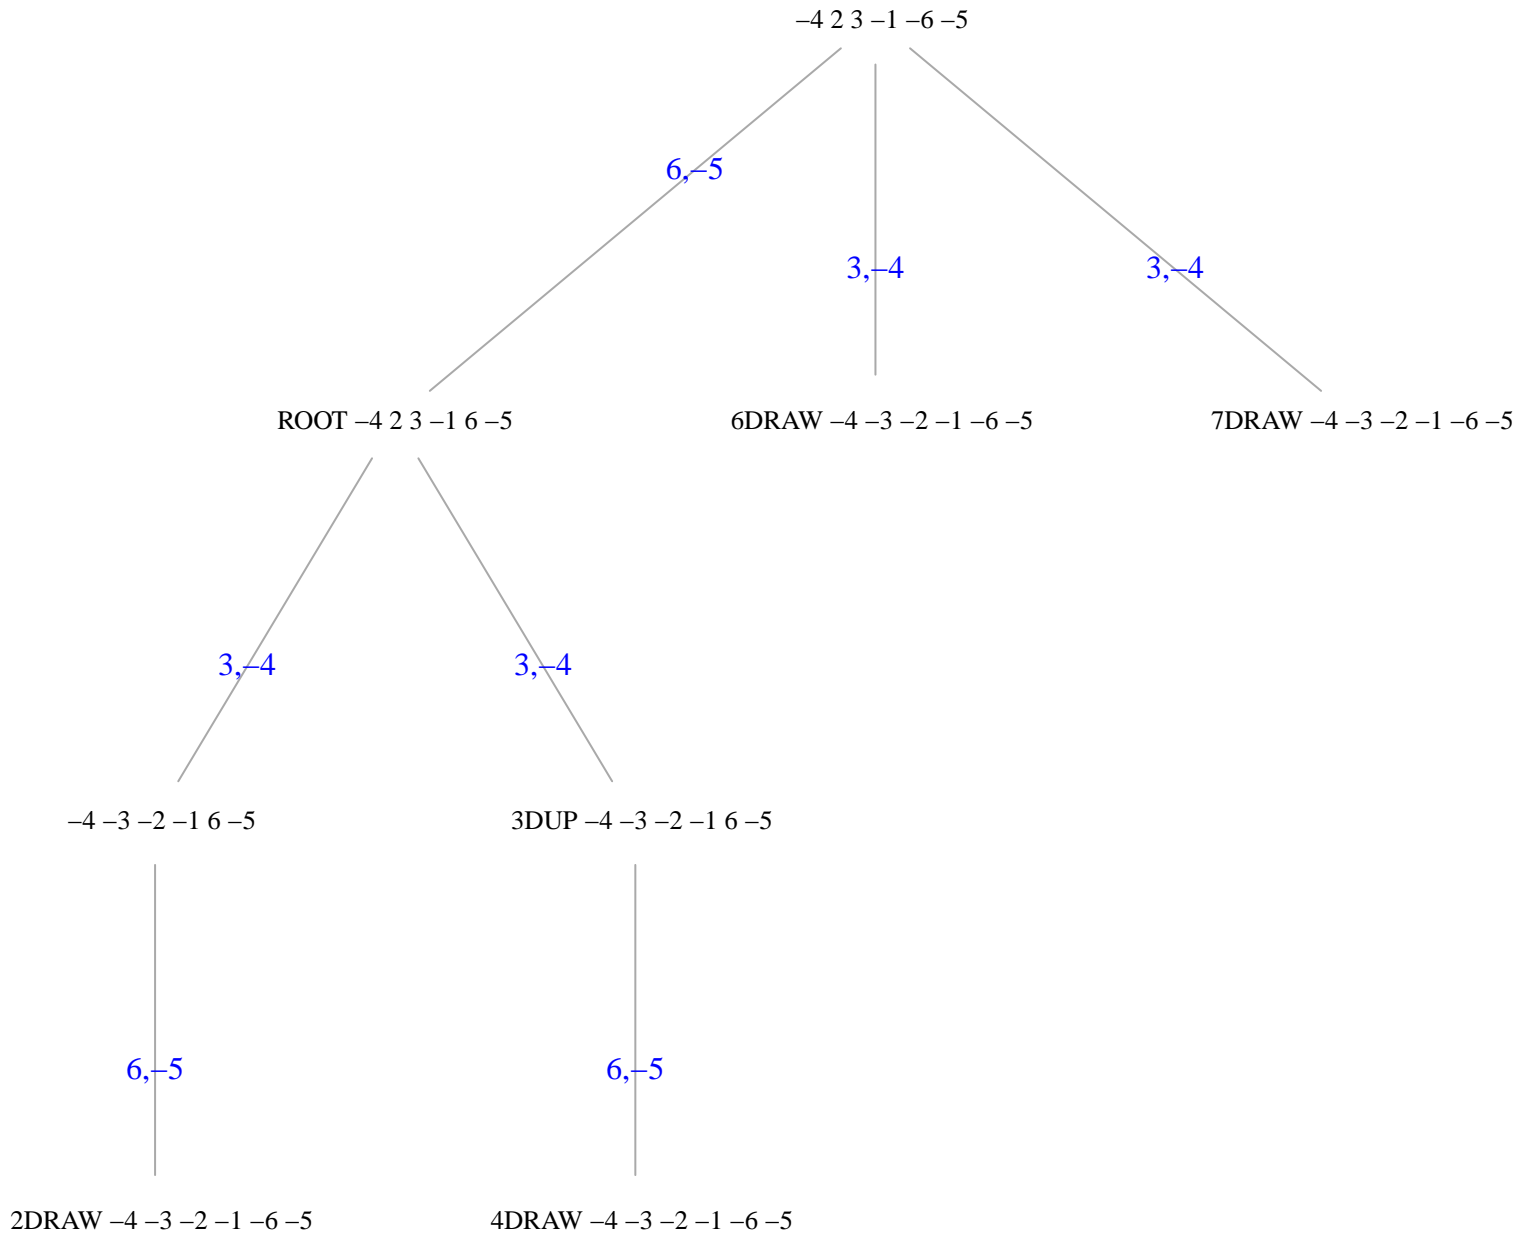 –4 2 3 –1 –6 –5
6,–5
3,–4
3,–4
ROOT –4 2 3 –1 6 –5
6DRAW –4 –3 –2 –1 –6 –5
7DRAW –4 –3 –2 –1 –6 –5
3,–4
3,–4
–4 –3 –2 –1 6 –5
3DUP –4 –3 –2 –1 6 –5
6,–5
6,–5
2DRAW –4 –3 –2 –1 –6 –5
4DRAW –4 –3 –2 –1 –6 –5